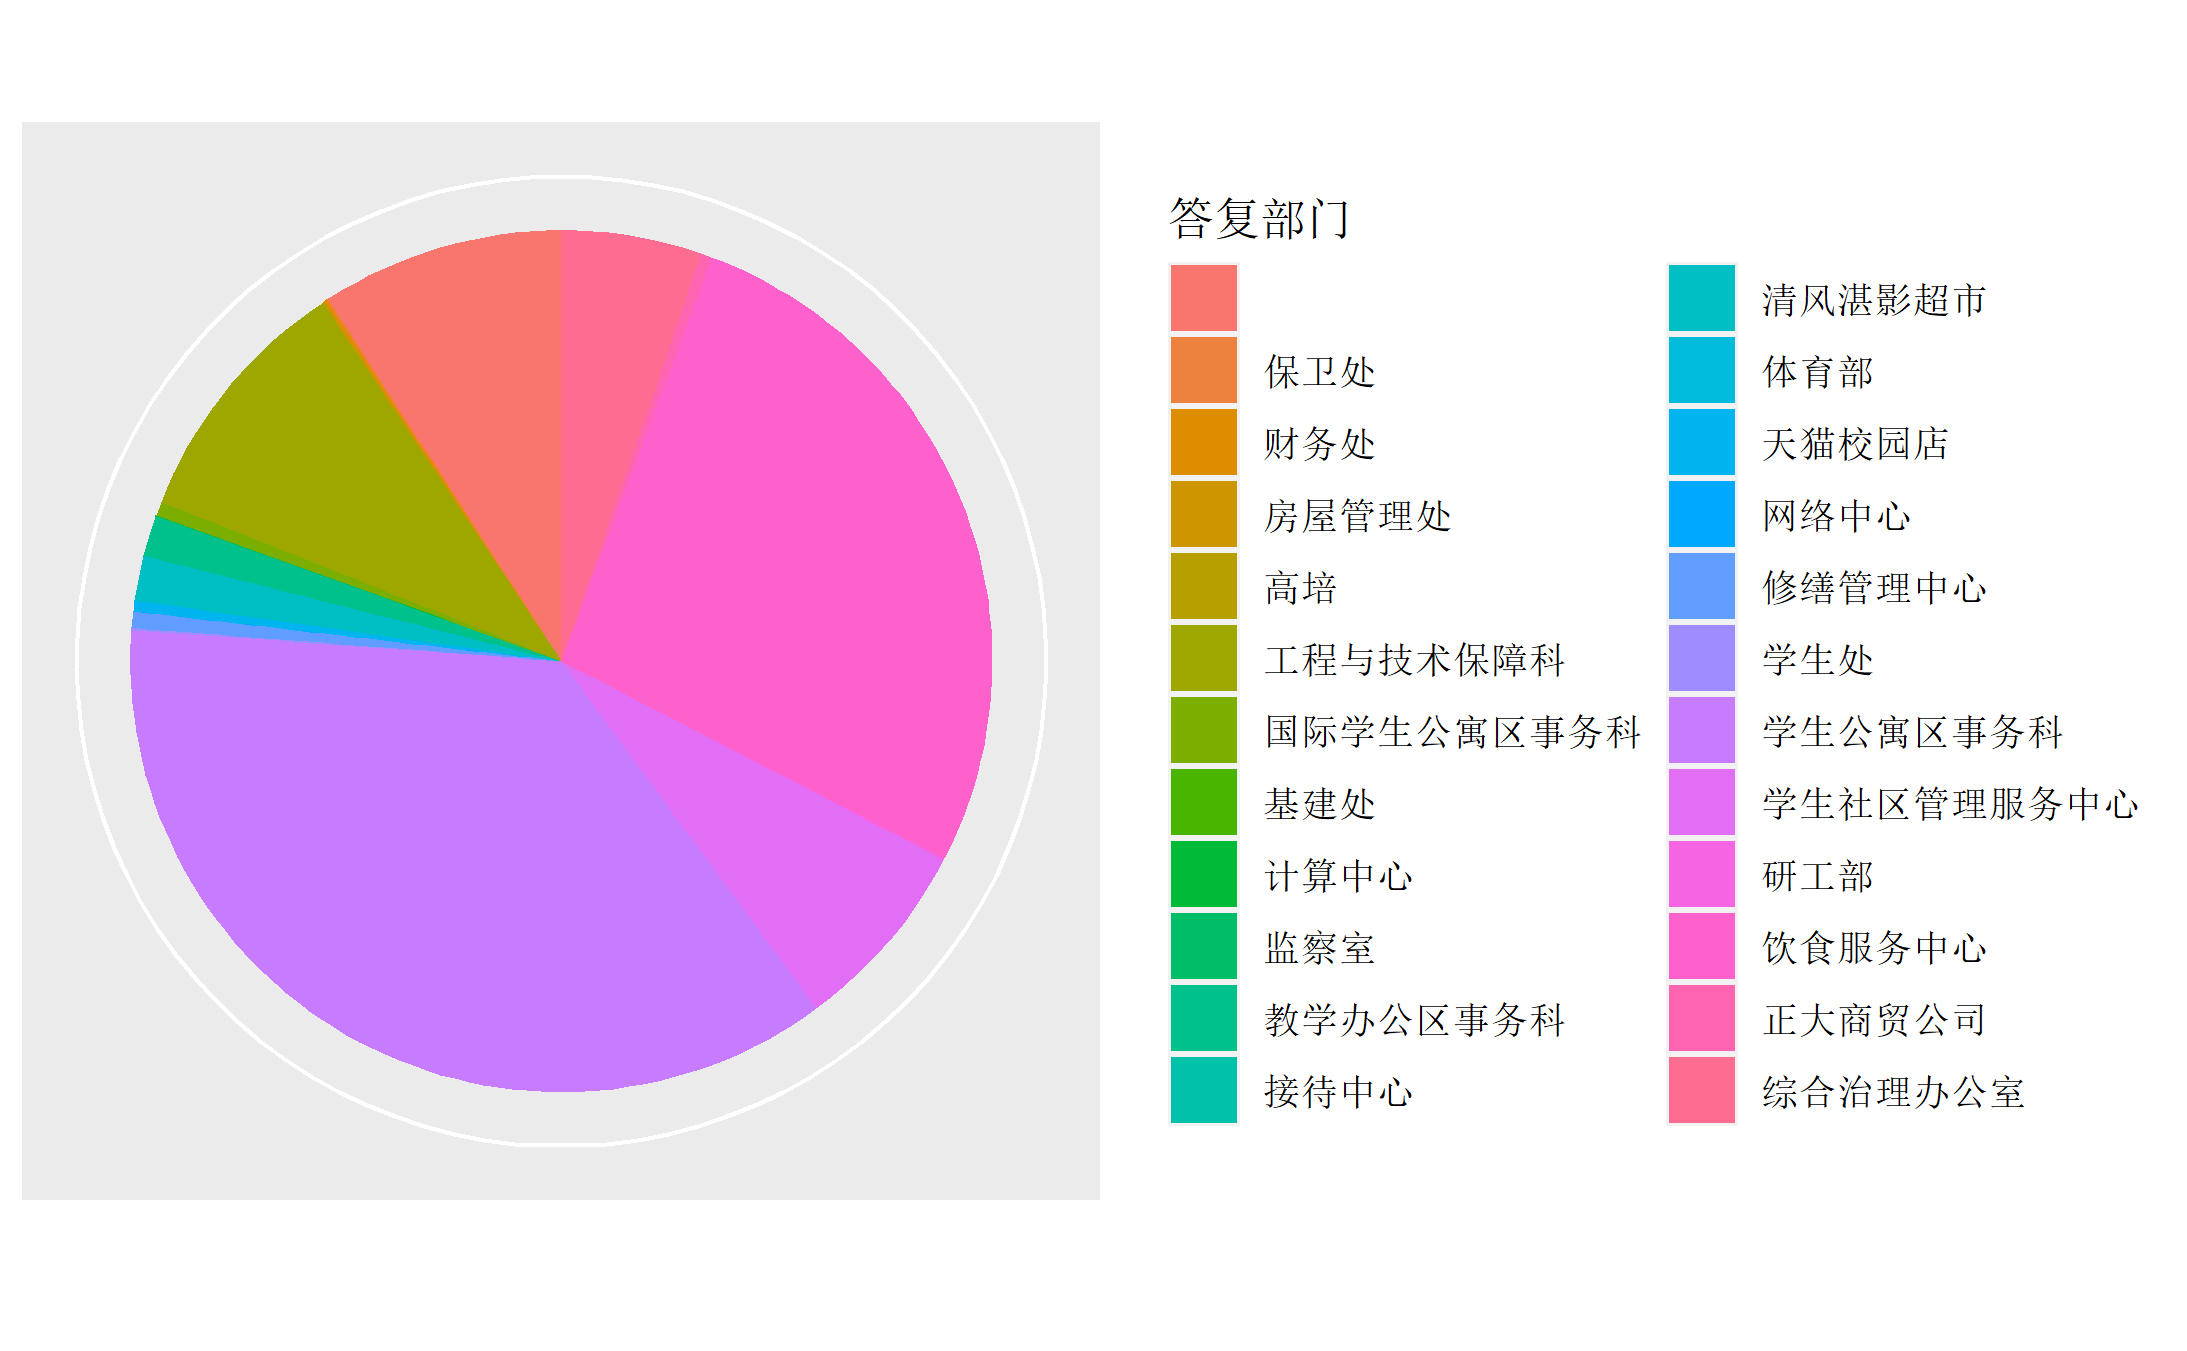 答复部门
保卫处
财务处
房屋管理处
高培
工程与技术保障科
国际学生公寓区事务科
基建处
计算中心
监察室
教学办公区事务科
接待中心
清风湛影超市
体育部
天猫校园店
网络中心
修缮管理中心
学生处
学生公寓区事务科
学生社区管理服务中心
研工部
饮食服务中心
正大商贸公司
综合治理办公室